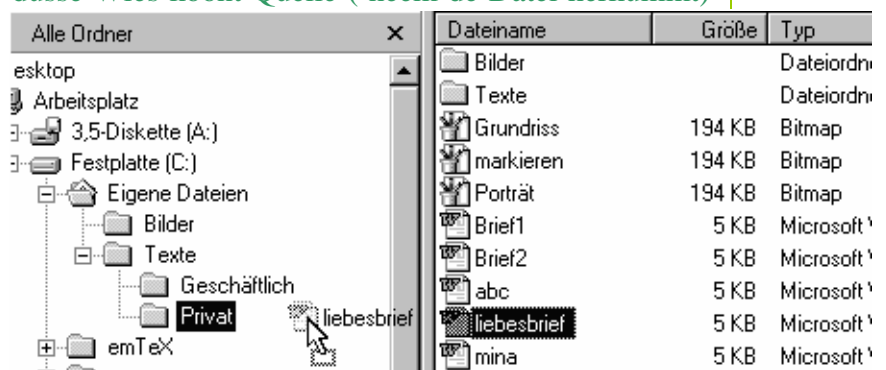 Alle Ordner
esktop
Arbeitsplatz
3,5-Diskette (A:)
Festplatte (C:)
Eigene Dateien
Bilder
Texte
Geschäftlich
Privat liebesbrief
emTeX
Dateiname Größe Typ
Bilder Dateiordne
Texte Dateiordne
Grundriss 194 KB Bitmap
markieren 194 KB Bitmap
Porträt 194 KB Bitmap
Brief1 5 KB Microsoft
Brief2 5 KB Microsoft
abc 5 KB Microsoft
liebesbrief 5 KB Microsoft
mina 5 KB Microsoft